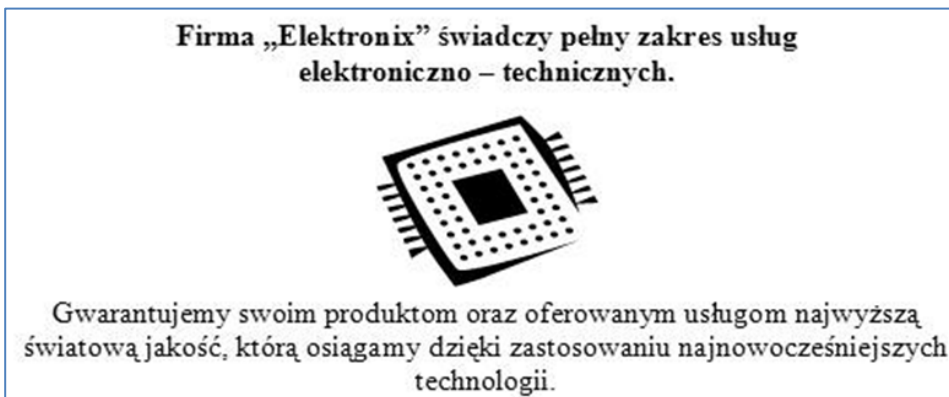 Firma „Elektronix” świadczy pełny zakres usług
elektroniczno – technicznych.
Gwarantujemy swoim produktom oraz oferowanym usługom najwyższą
światową jakość, którą osiągamy dzięki zastosowaniu najnowocześniejszych
technologii.